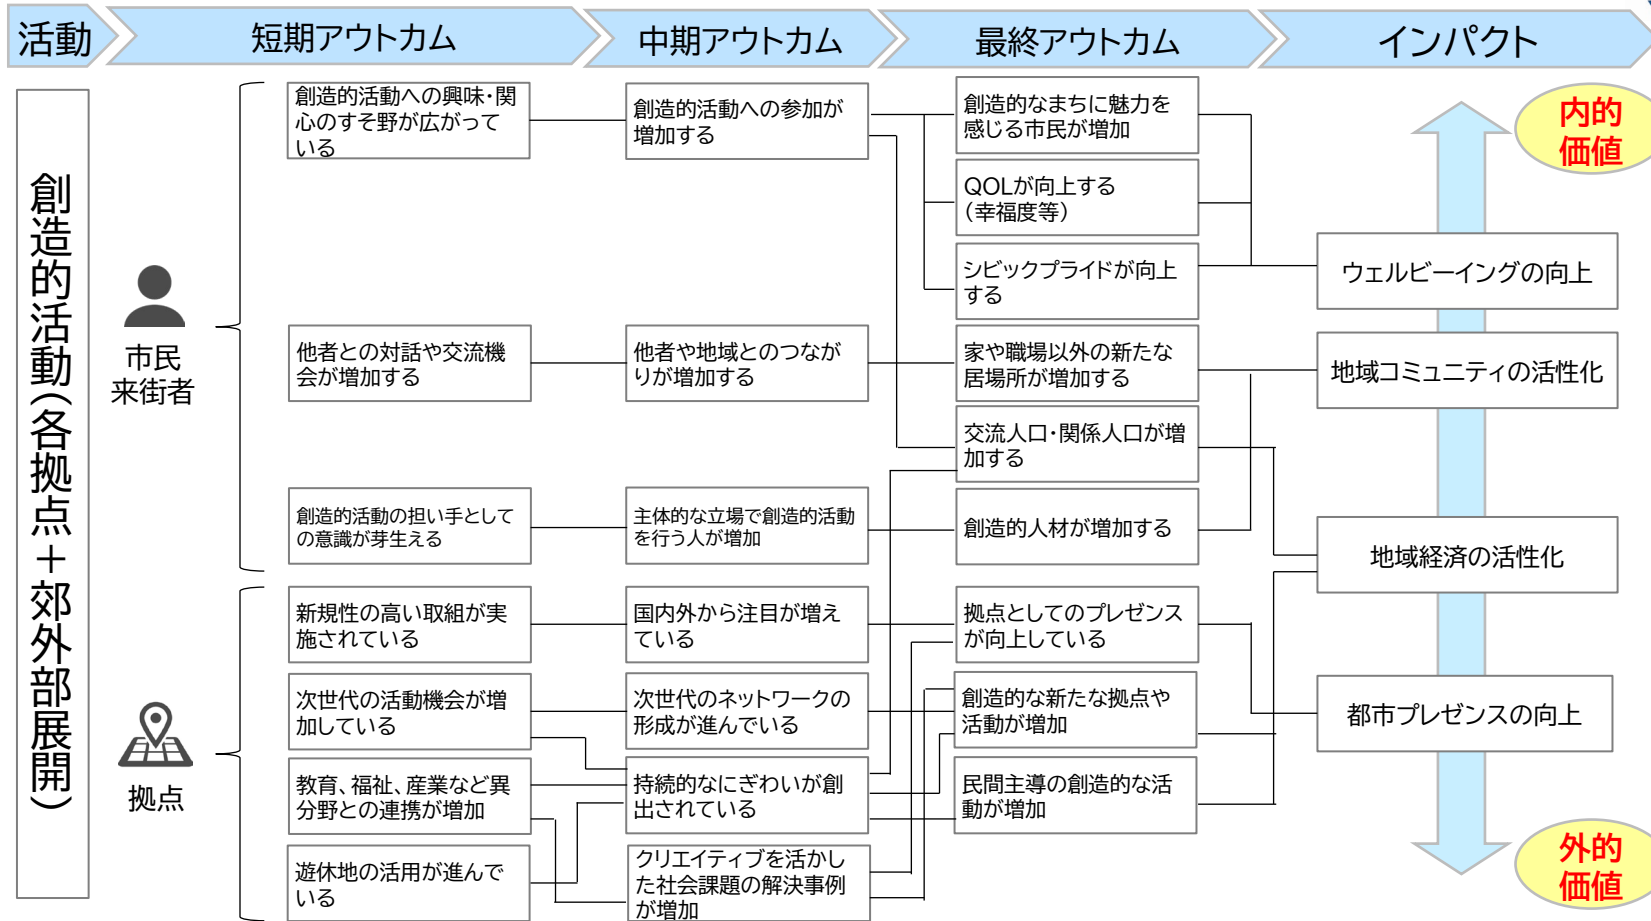 活動
短期アウトカム
中期アウトカム
最終アウトカム
インパクト
創造的活動（各拠点＋郊外部展開）
市民
来街者
拠点
創造的活動への興味・関
心のすそ野が広がって
いる
他者との対話や交流機
会が増加する
創造的活動の担い手として
の意識が芽生える
新規性の高い取組が実
施されている
次世代の活動機会が増
加している
教育、福祉、産業など異
分野との連携が増加
遊休地の活用が進んで
いる
創造的活動への参加が
増加する
他者や地域とのつなが
りが増加する
主体的な立場で創造的活動
を行う人が増加
国内外から注目が増え
ている
次世代のネットワークの
形成が進んでいる
持続的なにぎわいが創
出されている
クリエイティブを活かし
た社会課題の解決事例
が増加
創造的なまちに魅力を
感じる市民が増加
QOLが向上する
（幸福度等）
シビックプライドが向上
する
家や職場以外の新たな
居場所が増加する
交流人口・関係人口が増
加する
創造的人材が増加する
拠点としてのプレゼンス
が向上している
創造的な新たな拠点や
活動が増加
民間主導の創造的な活
動が増加
内的
価値
ウェルビーイングの向上
地域コミュニティの活性化
地域経済の活性化
都市プレゼンスの向上
外的
価値